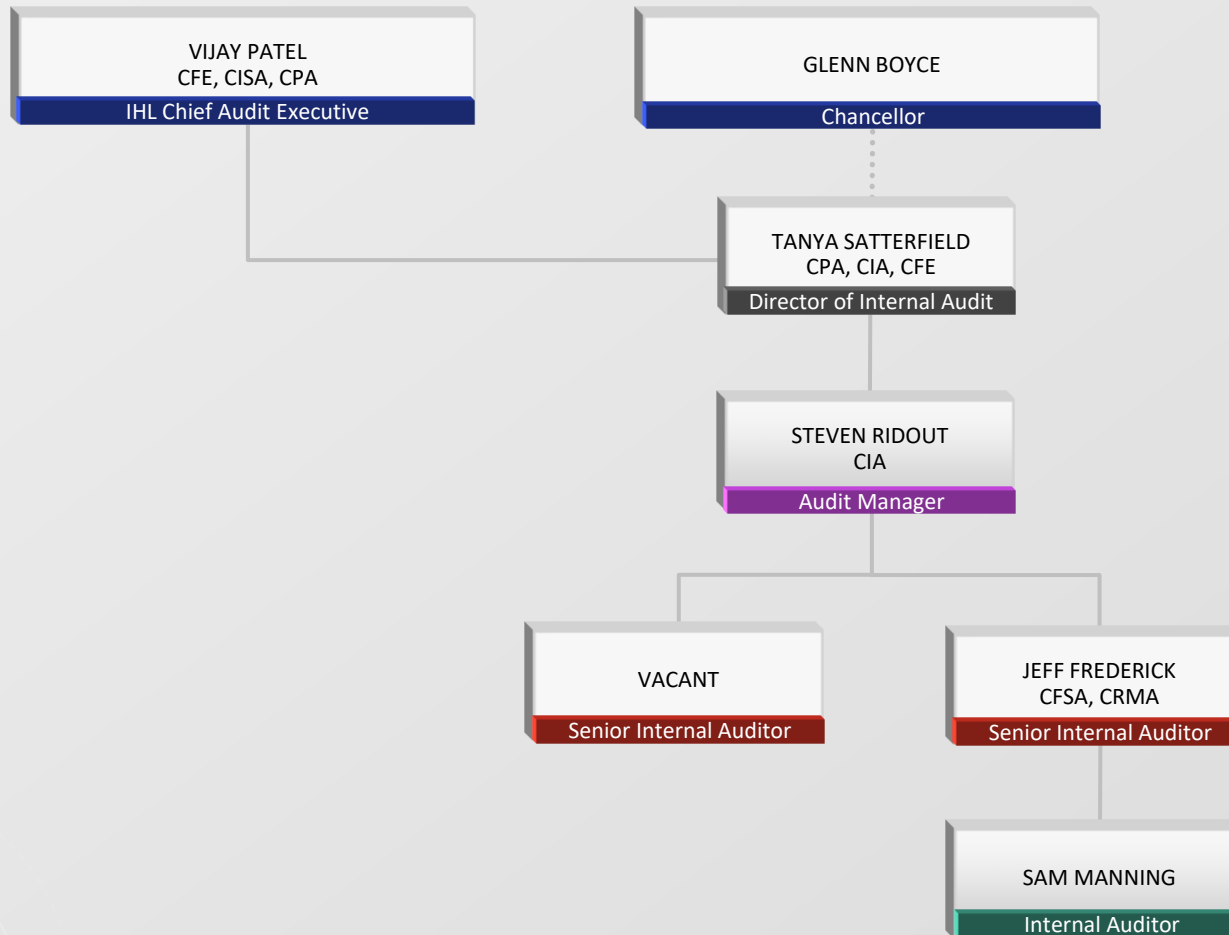 VIJAY PATEL
CFE, CISA, CPA
IHL Chief Audit Executive
GLENN BOYCE
Chancellor
TANYA SATTERFIELD
CPA, CIA, CFE
Director of Internal Audit
STEVEN RIDOUT
CIA
Audit Manager
VACANT
Senior Internal Auditor
JEFF FREDERICK
CFSA, CRMA
Senior Internal Auditor
SAM MANNING
Internal Auditor